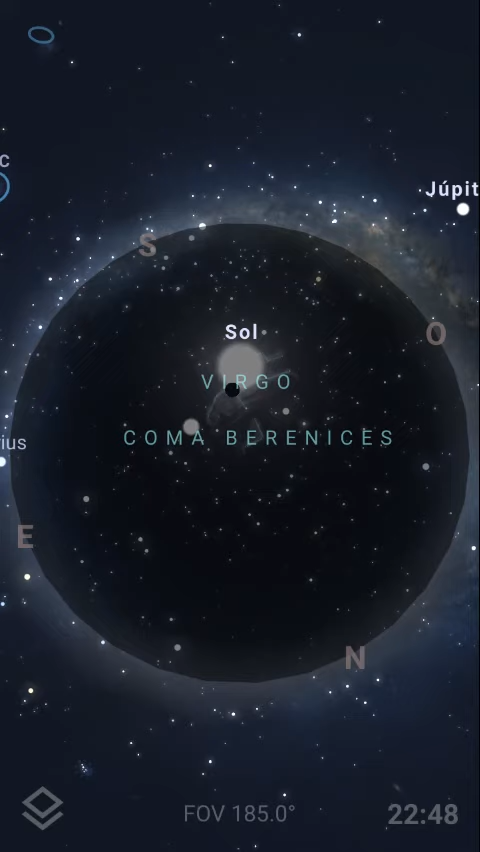 C
Júpit
S
Sol
O
VIRGO
COMA BERENICES
ius
E
N
FOV 185.0°
22:48